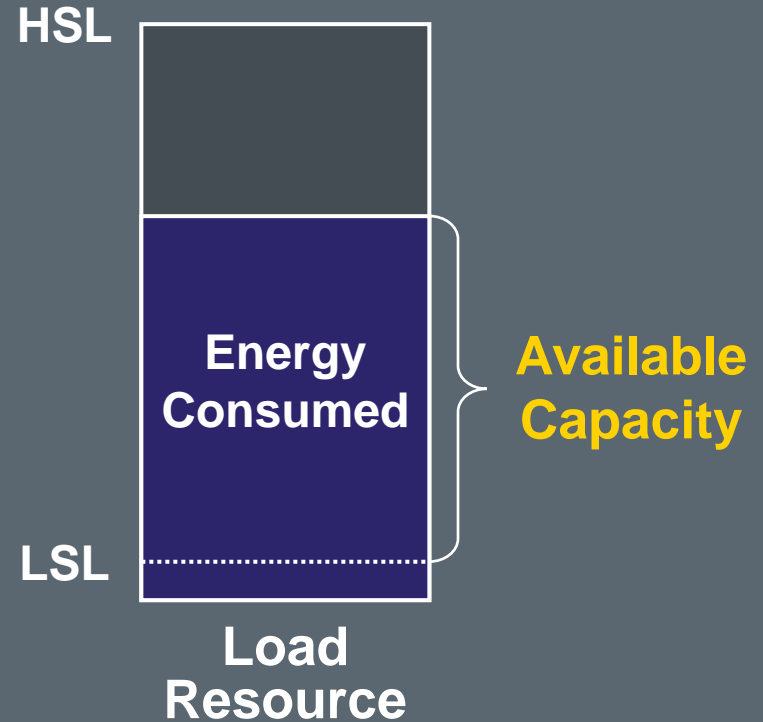 HSL
Energy
Consumed
Available
Capacity
LSL
Load
Resource